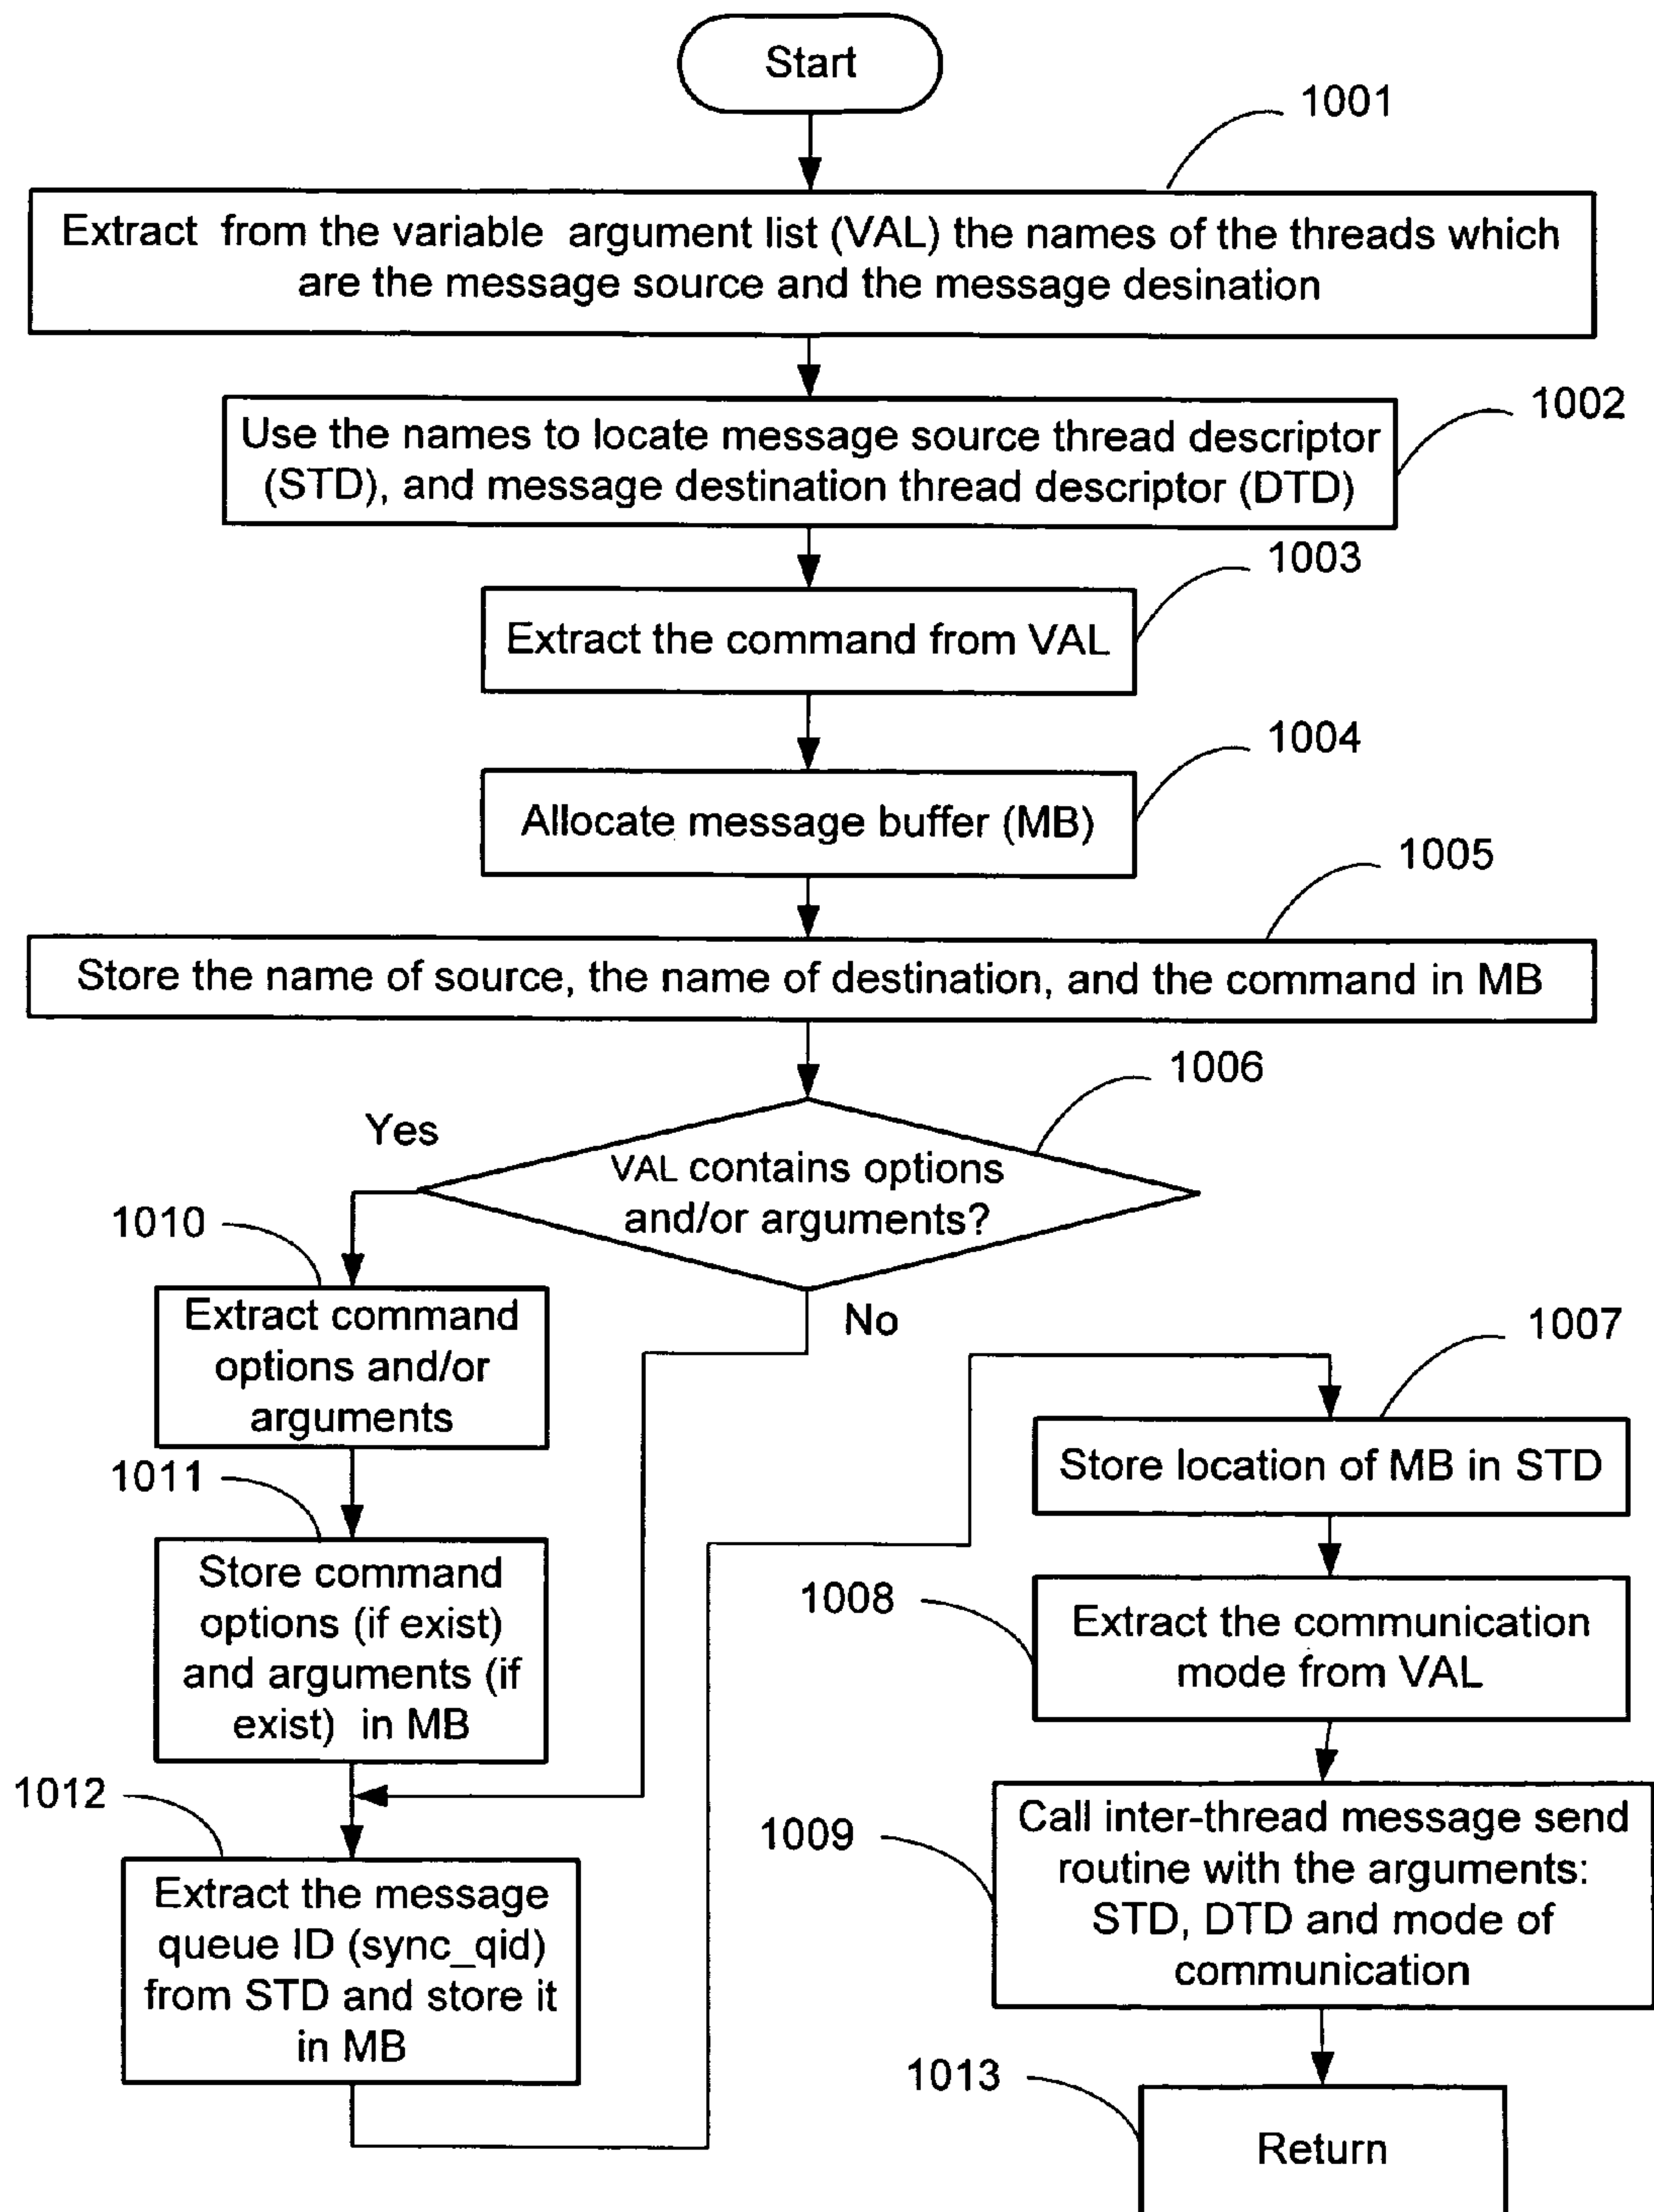 Start
1001
Extract from the variable argument list (VAL) the names of the threads which
are the message source and the message desination
1002
Use the names to locate message source thread descriptor
(STD), and message destination thread descriptor (DTD)
1003
Extract the command from VAL
1004
Allocate message buffer (MB)
1005
Store the name of source, the name of destination, and the command in MB
1006
Yes
VAL contains options
and/or arguments?
No
1010
Extract command
options and/or
arguments
1011
Store command
options (if exist)
and arguments (if
exist) in MB
1012
Extract the message
queue ID (sync_qid)
from STD and store it
in MB
1007
Store location of MB in STD
1008
Extract the communication
mode from VAL
1009
Call inter-thread message send
routine with the arguments:
STD, DTD and mode of
communication
1013
Return